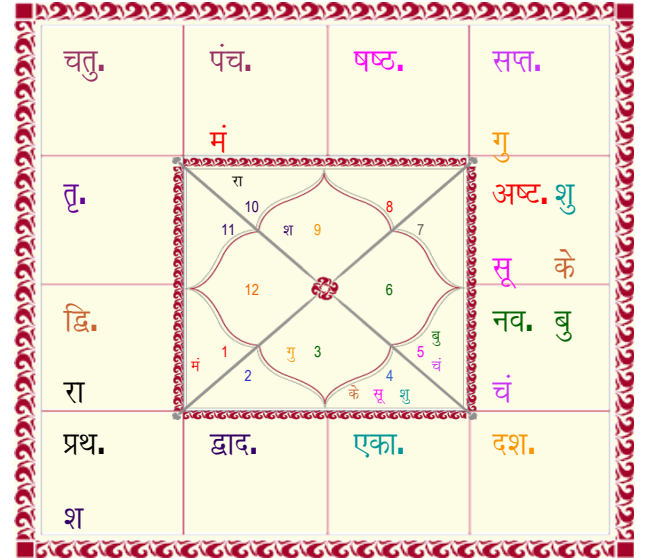 चतु. पंच. षष्ठ. सप्त.
मं गु
तृ. अष्ट. शु
सू के
द्वि. नव. बु
रा चं
प्रथ. द्वाद. एका. दश.
श
रा
10 8
11 श 9 7
12 6
बु
1 गु 3 5
मं चं
2 4
के सू शु